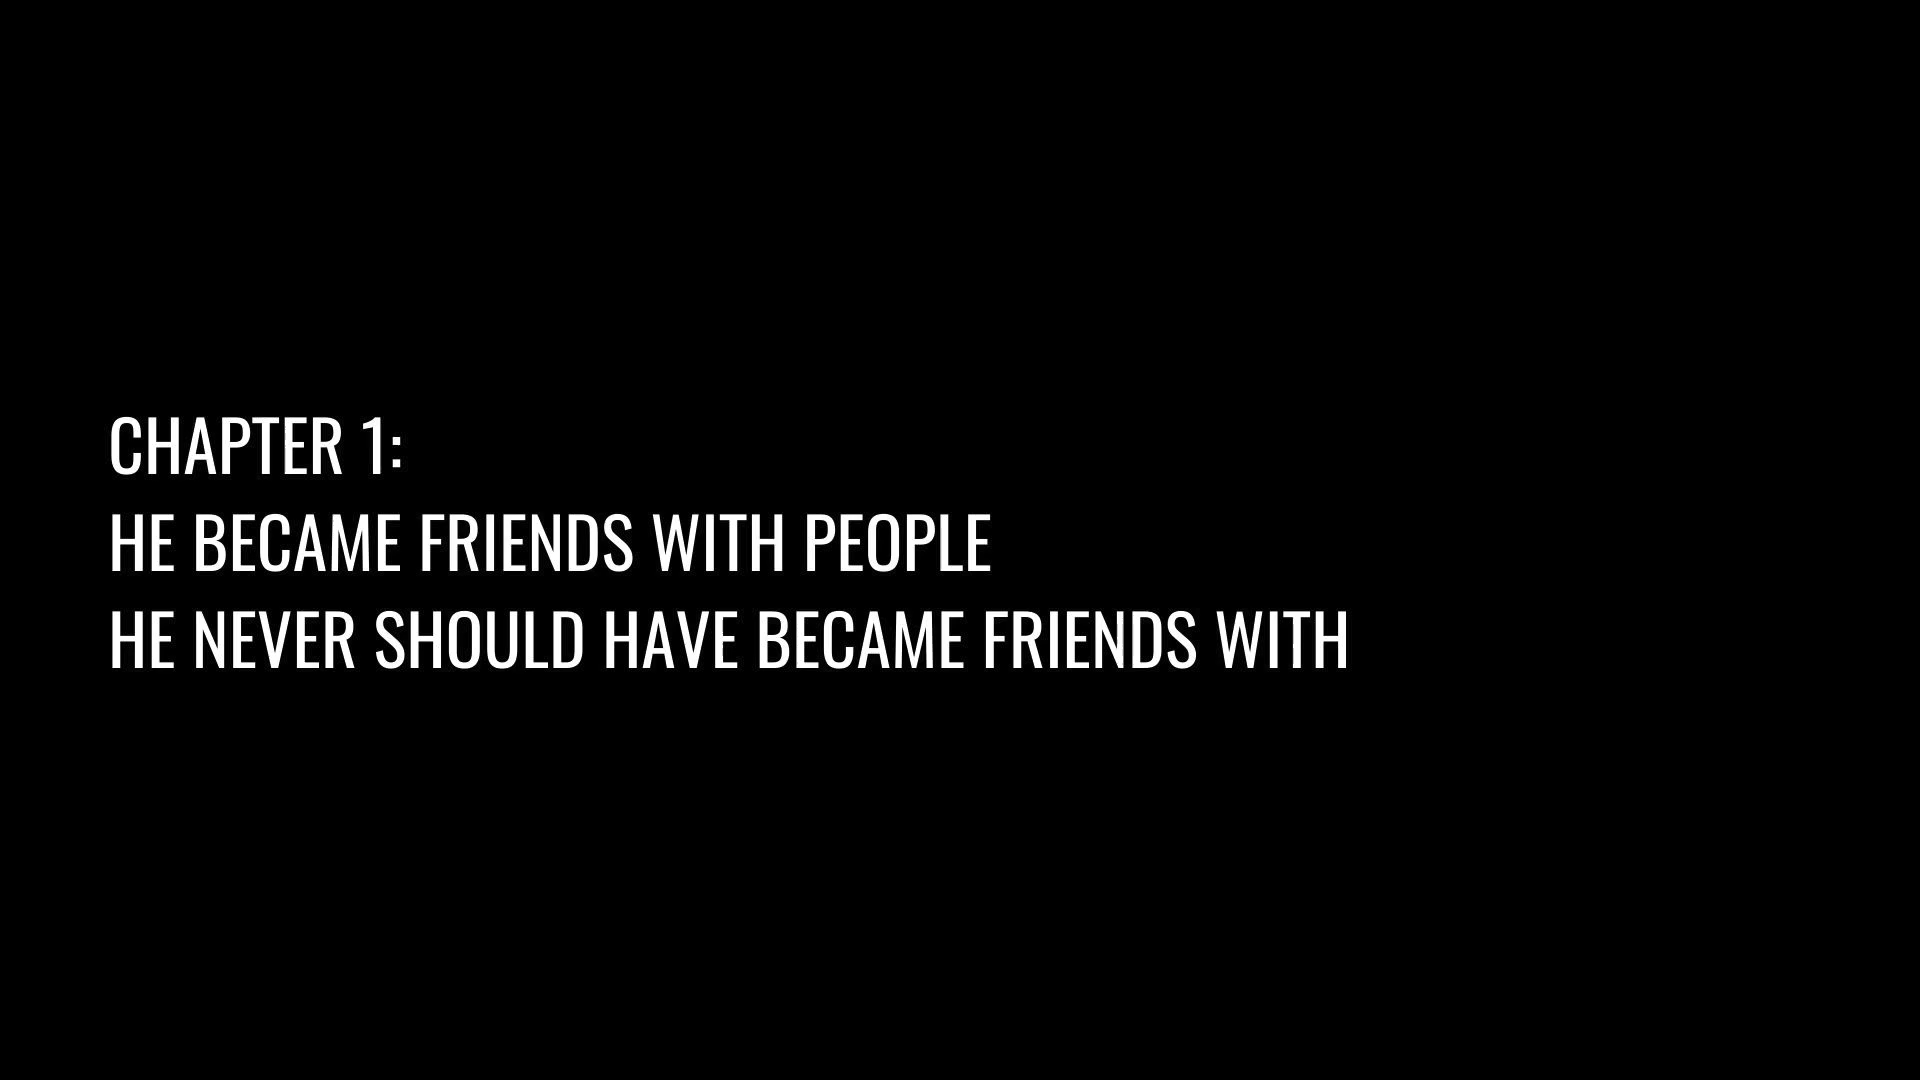 CHAPTER 1:
HE BECAME FRIENDS WITH PEOPLE
HE NEVER SHOULD HAVE BECAME FRIENDS WITH